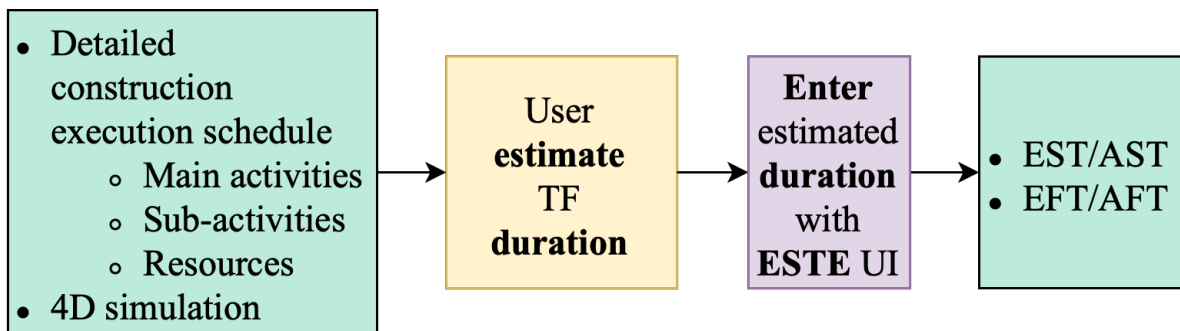 • Detailed
construction
execution schedule
∘ Main activities
∘ Sub-activities
∘ Resources
• 4D simulation
User
estimate
TF
duration
Enter
estimated
duration
with
ESTE UI
• EST/AST
• EFT/AFT